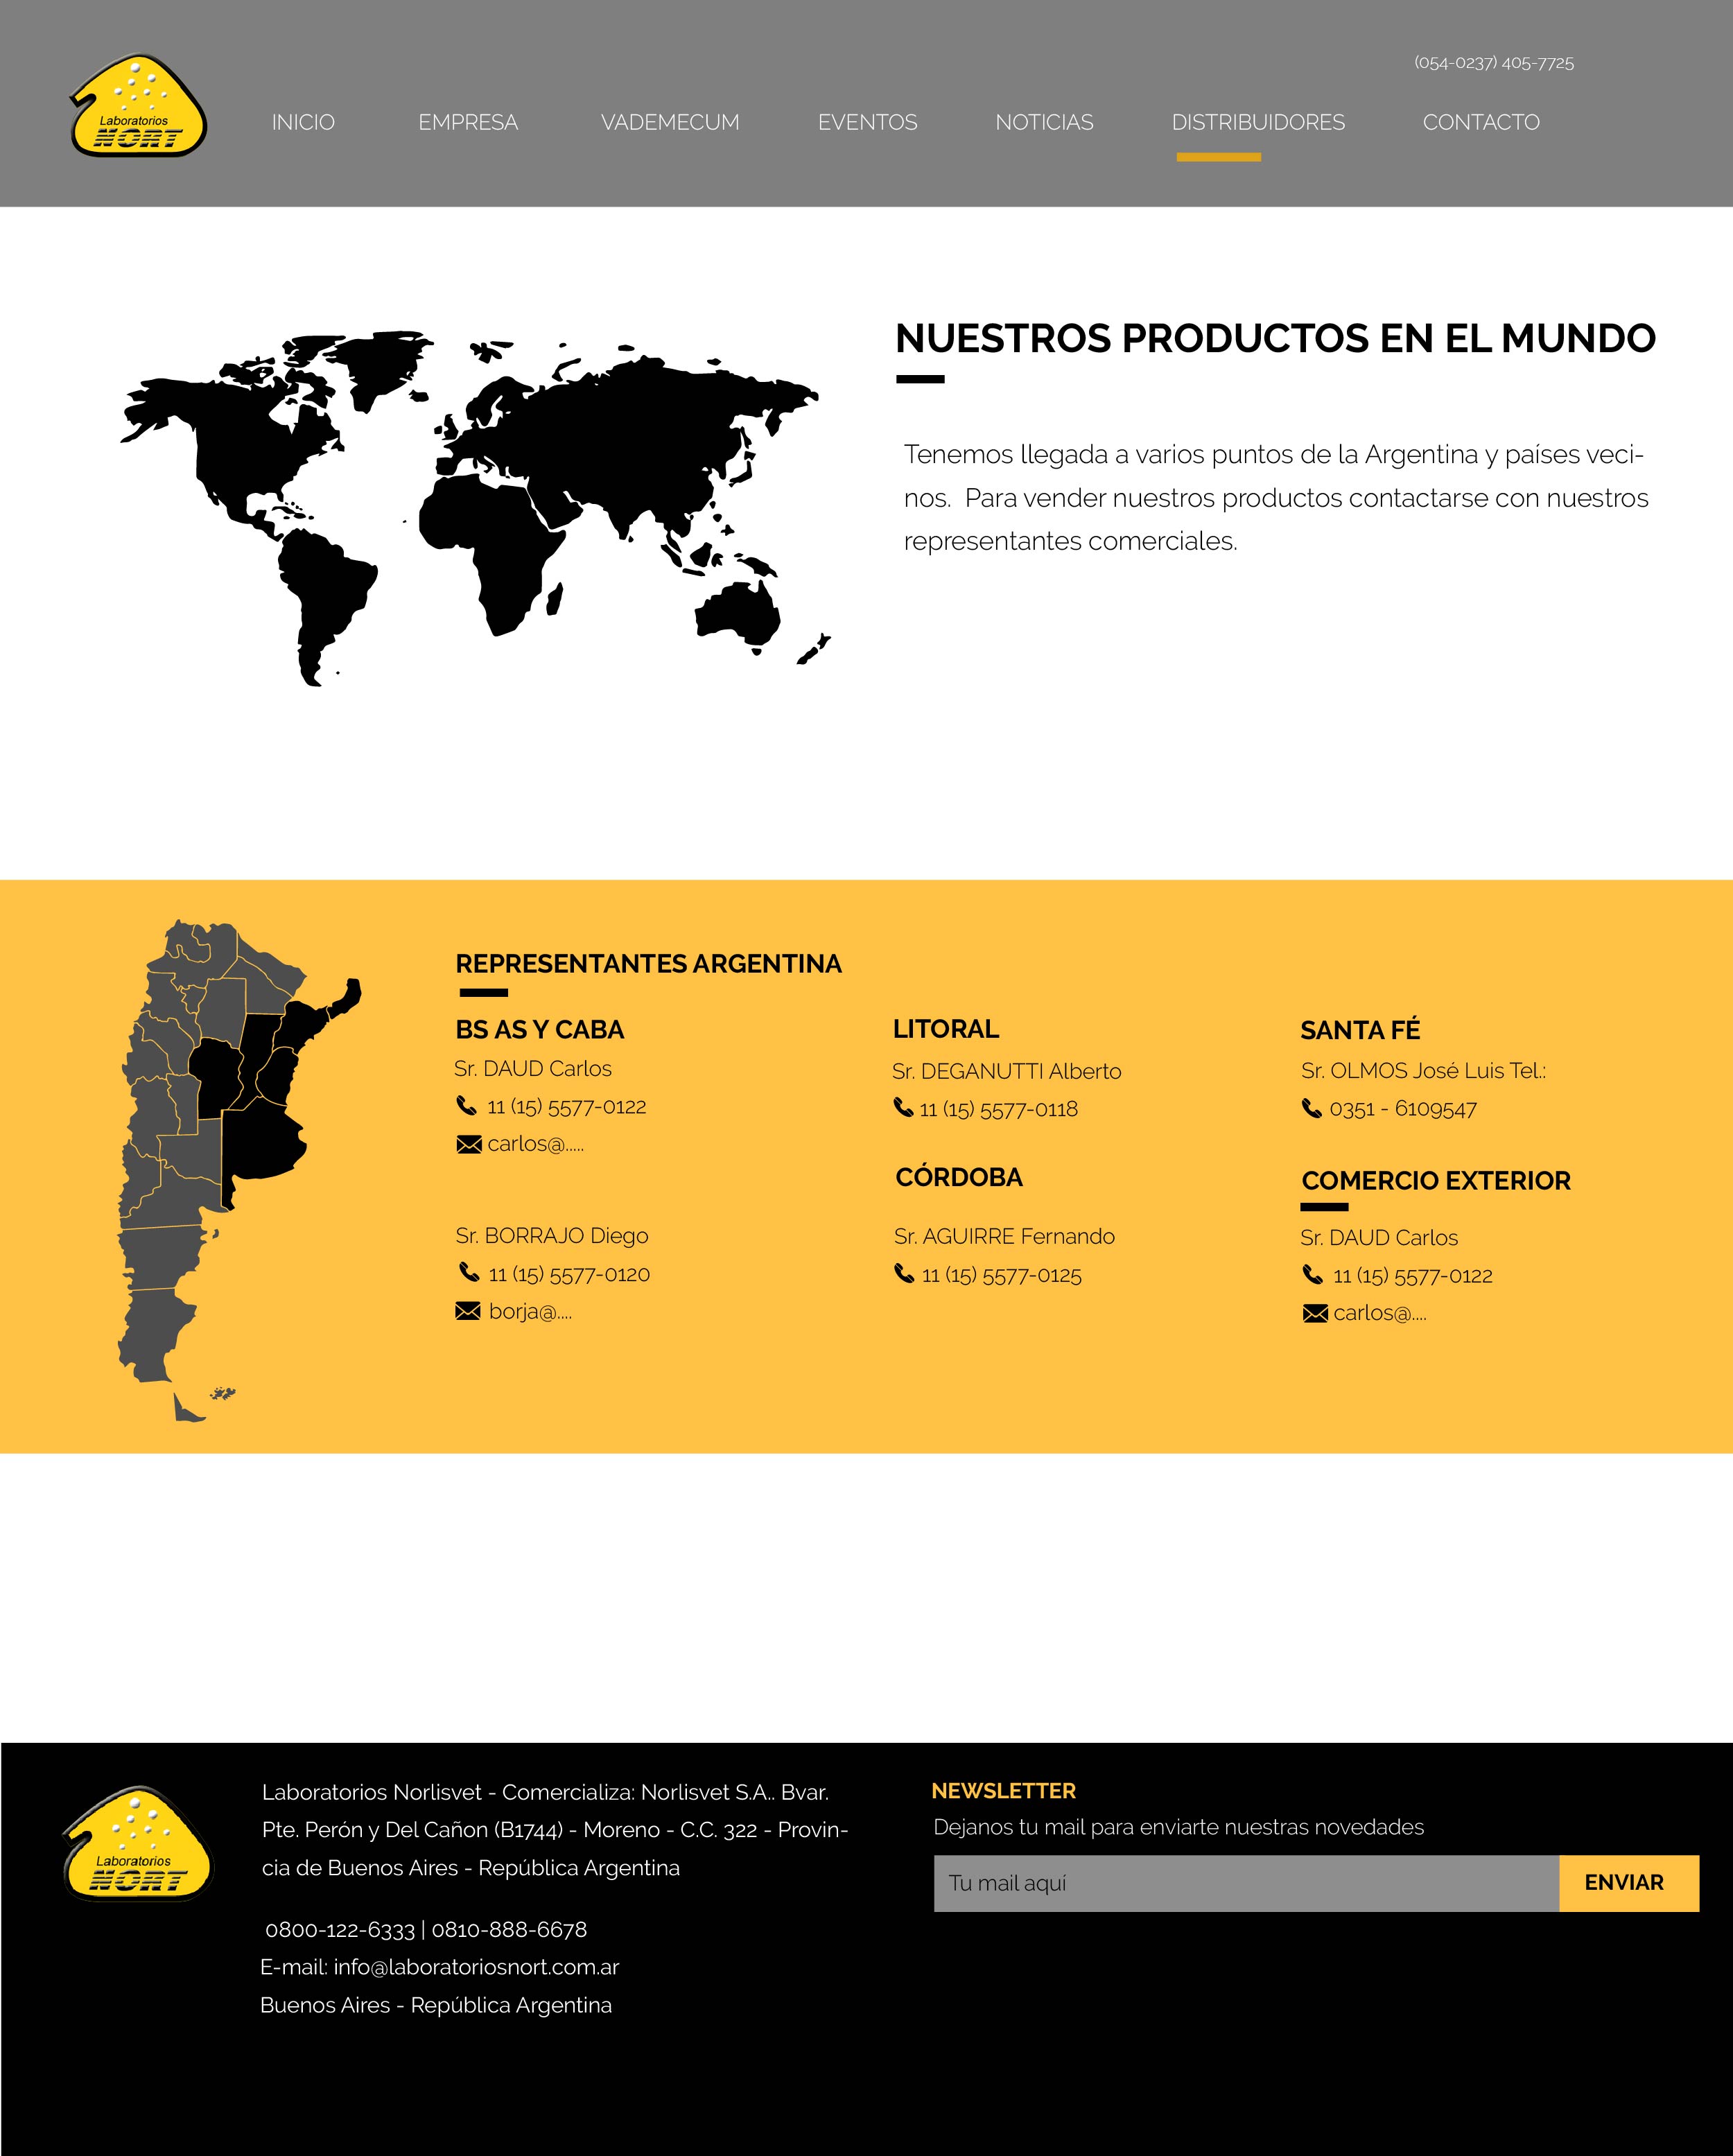 (054-0237) 405-7725
Laboratorios
NORT
INICIO EMPRESA VADEMECUM EVENTOS NOTICIAS DISTRIBUIDORES CONTACTO
NUESTROS PRODUCTOS EN EL MUNDO
Tenemos llegada a varios puntos de la Argentina y países veci-
nos.  Para vender nuestros productos contactarse con nuestros
representantes comerciales.
REPRESENTANTES ARGENTINA
BS AS Y CABA
Sr. DAUD Carlos
11 (15) 5577-0122
carlos@.....
Sr. BORRAJO Diego
11 (15) 5577-0120
borja@....
LITORAL
Sr. DEGANUTTI Alberto
11 (15) 5577-0118
CÓRDOBA
Sr. AGUIRRE Fernando
11 (15) 5577-0125
SANTA FÉ
Sr. OLMOS José Luis Tel.:
0351 - 6109547
COMERCIO EXTERIOR
Sr. DAUD Carlos
11 (15) 5577-0122
carlos@....
Laboratorios
NORT
Laboratorios Norlisvet - Comercializa: Norlisvet S.A.. Bvar.
Pte. Perón y Del Cañon (B1744) - Moreno - C.C. 322 - Provin-
cia de Buenos Aires - República Argentina
0800-122-6333 | 0810-888-6678
E-mail: info@laboratoriosnort.com.ar
Buenos Aires - República Argentina
NEWSLETTER
Dejanos tu mail para enviarte nuestras novedades
Tu mail aquí
ENVIAR